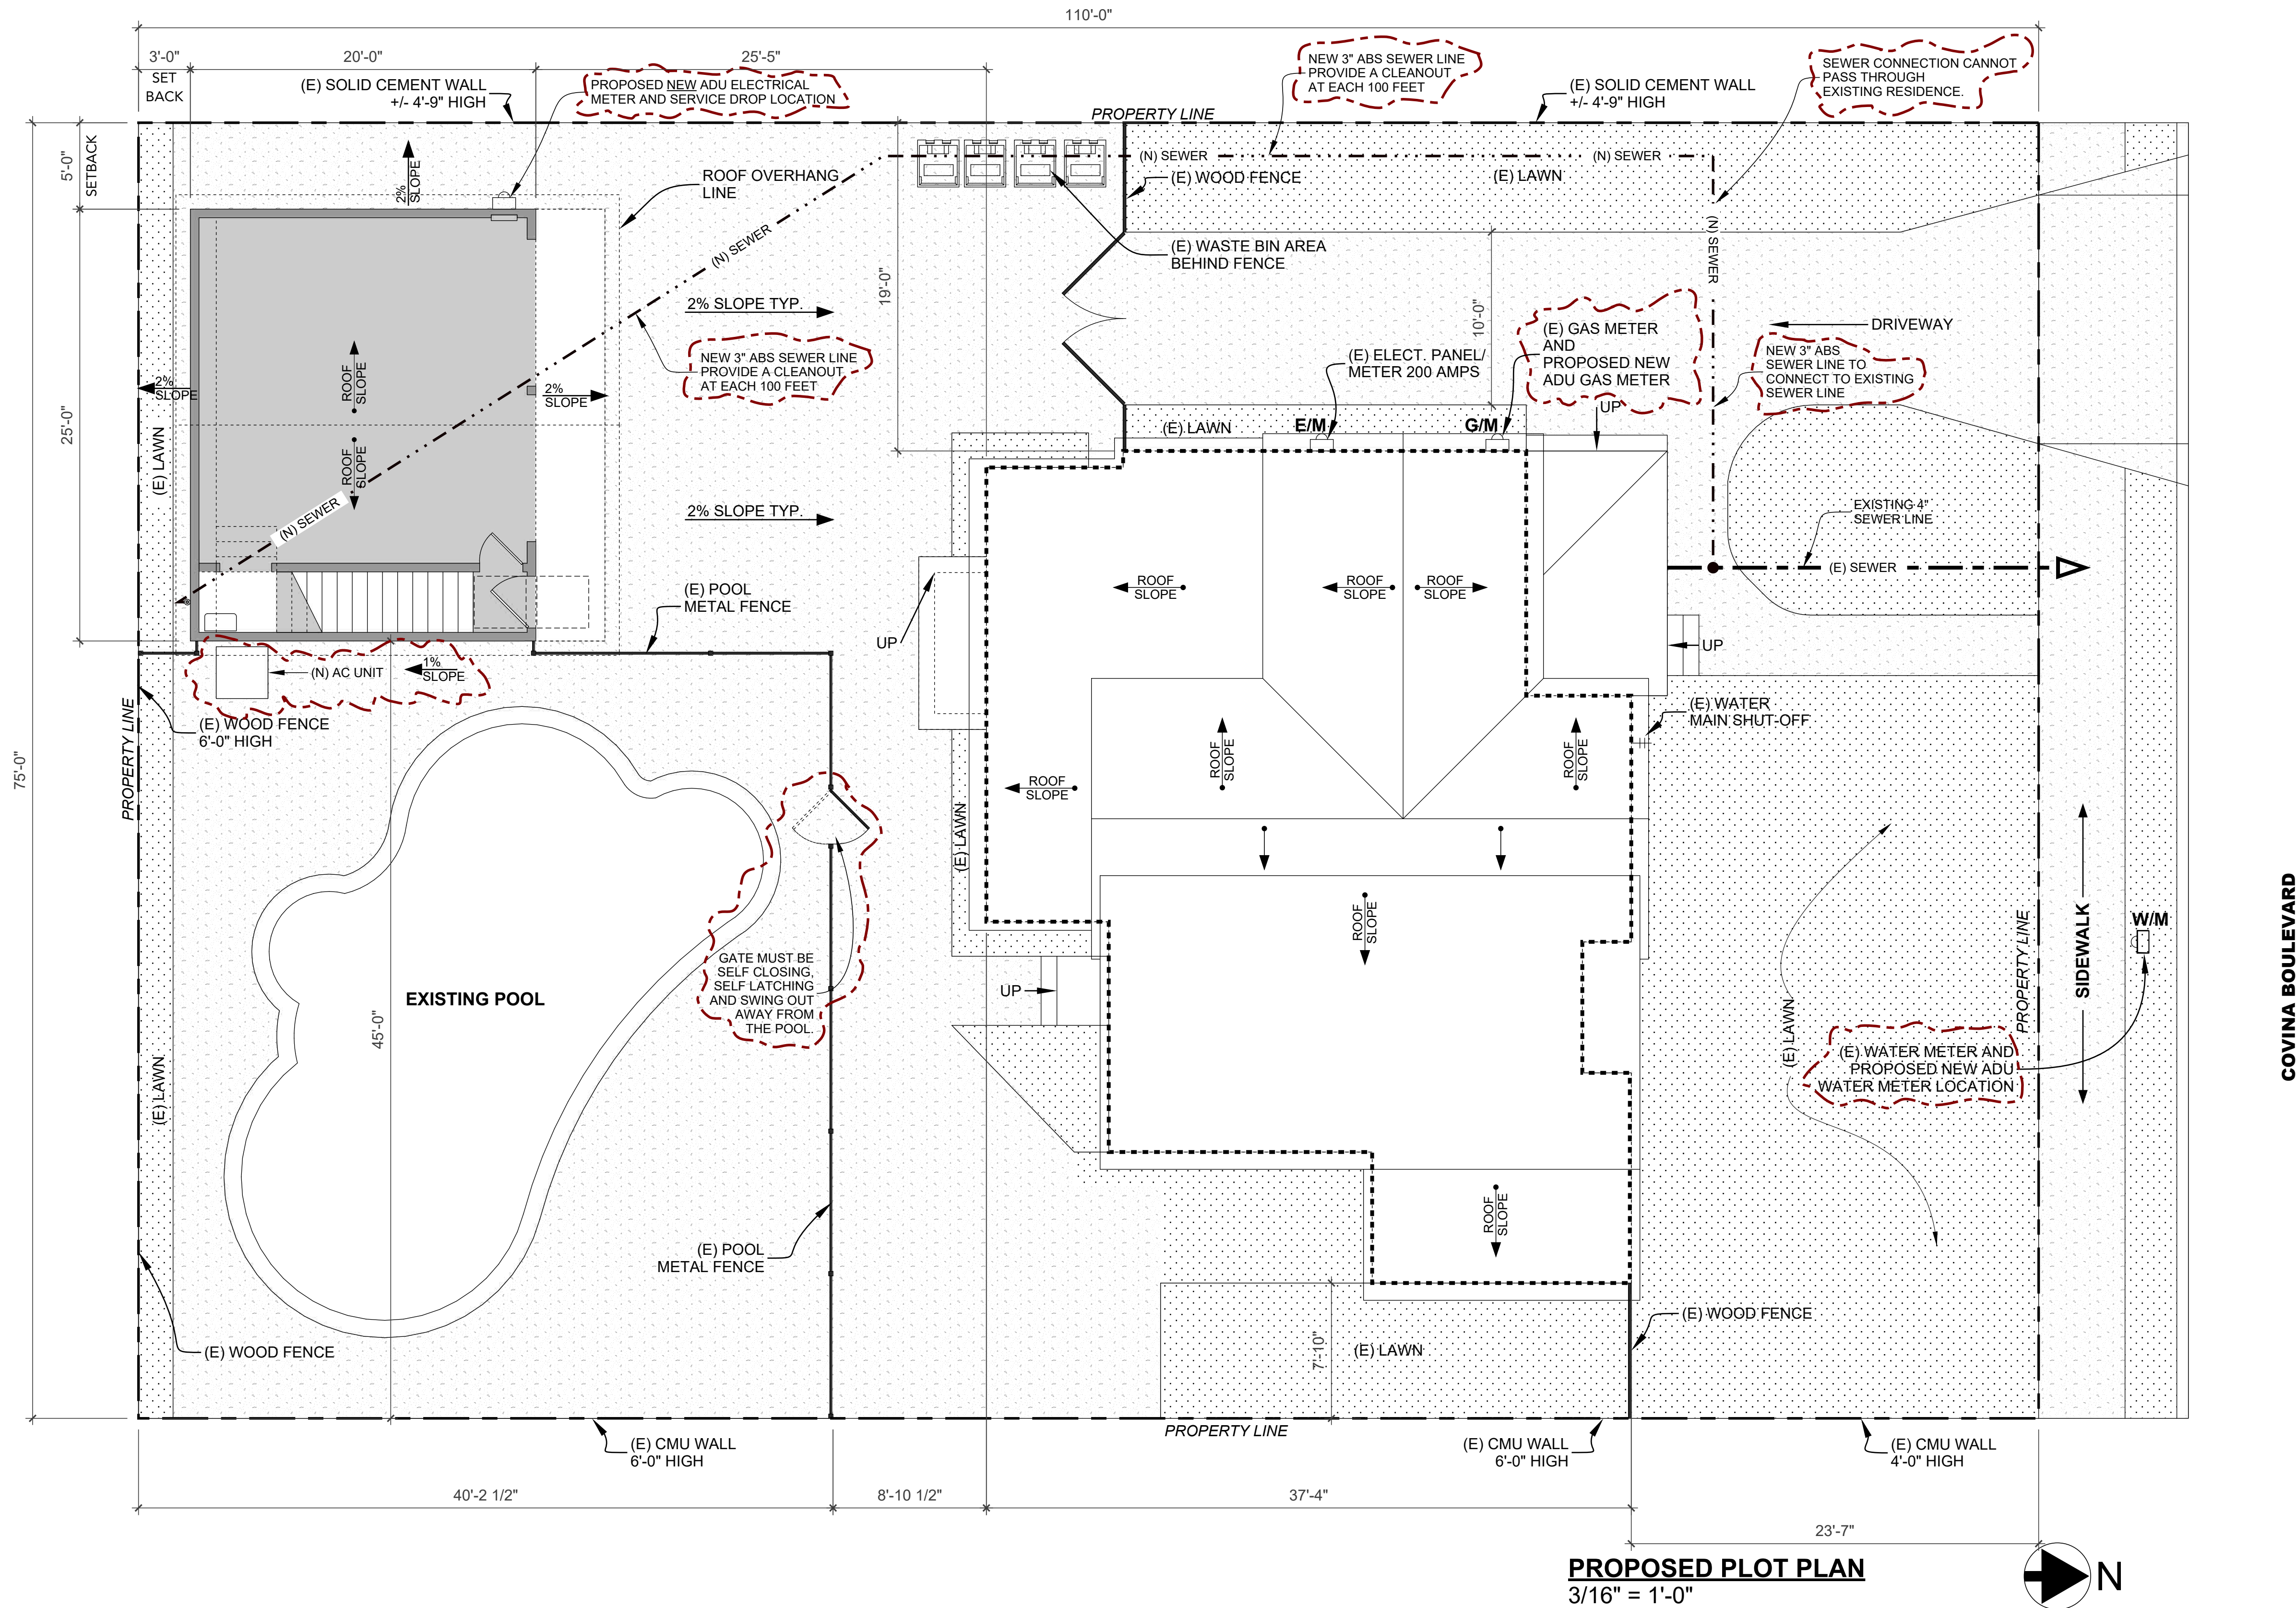 110'-0"
3'-0"
20'-0"
25'-5"
SET
BACK
(E) SOLID CEMENT WALL
+/- 4'-9" HIGH
PROPOSED NEW ADU ELECTRICAL
METER AND SERVICE DROP LOCATION
PROPERTY LINE
NEW 3" ABS SEWER LINE
PROVIDE A CLEANOUT
AT EACH 100 FEET
(E) SOLID CEMENT WALL
+/- 4'-9" HIGH
SEWER CONNECTION CANNOT
PASS THROUGH
EXISTING RESIDENCE.
5'-0"
SETBACK
2%
SLOPE
ROOF OVERHANG
LINE
(N) SEWER
(N) SEWER
(N) SEWER
(E) WOOD FENCE
(E) LAWN
(E) WASTE BIN AREA
BEHIND FENCE
(N) SEWER
19'-0"
10'-0"
2% SLOPE TYP.
NEW 3" ABS SEWER LINE
PROVIDE A CLEANOUT
AT EACH 100 FEET
(E) ELECT. PANEL/
METER 200 AMPS
(E) GAS METER
AND
PROPOSED NEW
ADU GAS METER
DRIVEWAY
NEW 3" ABS
SEWER LINE TO
CONNECT TO EXISTING
SEWER LINE
25'-0"
2%
SLOPE
ROOF
SLOPE
2%
SLOPE
ROOF
SLOPE
(E) LAWN
(E) LAWN
E/M
G/M
UP
(N) SEWER
2% SLOPE TYP.
EXISTING 4"
SEWER LINE
(E) SEWER
ROOF
SLOPE
ROOF
SLOPE
ROOF
SLOPE
(E) POOL
METAL FENCE
UP
UP
(N) AC UNIT
1%
SLOPE
(E) WOOD FENCE
6'-0" HIGH
PROPERTY LINE
75'-0"
(E) WATER
MAIN SHUT-OFF
ROOF
SLOPE
ROOF
SLOPE
ROOF
SLOPE
(E) LAWN
ROOF
SLOPE
GATE MUST BE
SELF CLOSING,
SELF LATCHING
AND SWING OUT
AWAY FROM
THE POOL.
EXISTING POOL
45'-0"
UP
PROPERTY LINE
SIDEWALK
W/M
COVINA BOULEVARD
(E) LAWN
(E) LAWN
(E) WATER METER AND
PROPOSED NEW ADU
WATER METER LOCATION
ROOF
SLOPE
(E) POOL
METAL FENCE
(E) WOOD FENCE
(E) WOOD FENCE
7'-10"
(E) LAWN
PROPERTY LINE
(E) CMU WALL
6'-0" HIGH
(E) CMU WALL
6'-0" HIGH
(E) CMU WALL
4'-0" HIGH
40'-2 1/2"
8'-10 1/2"
37'-4"
23'-7"
PROPOSED PLOT PLAN
3/16" = 1'-0"
N